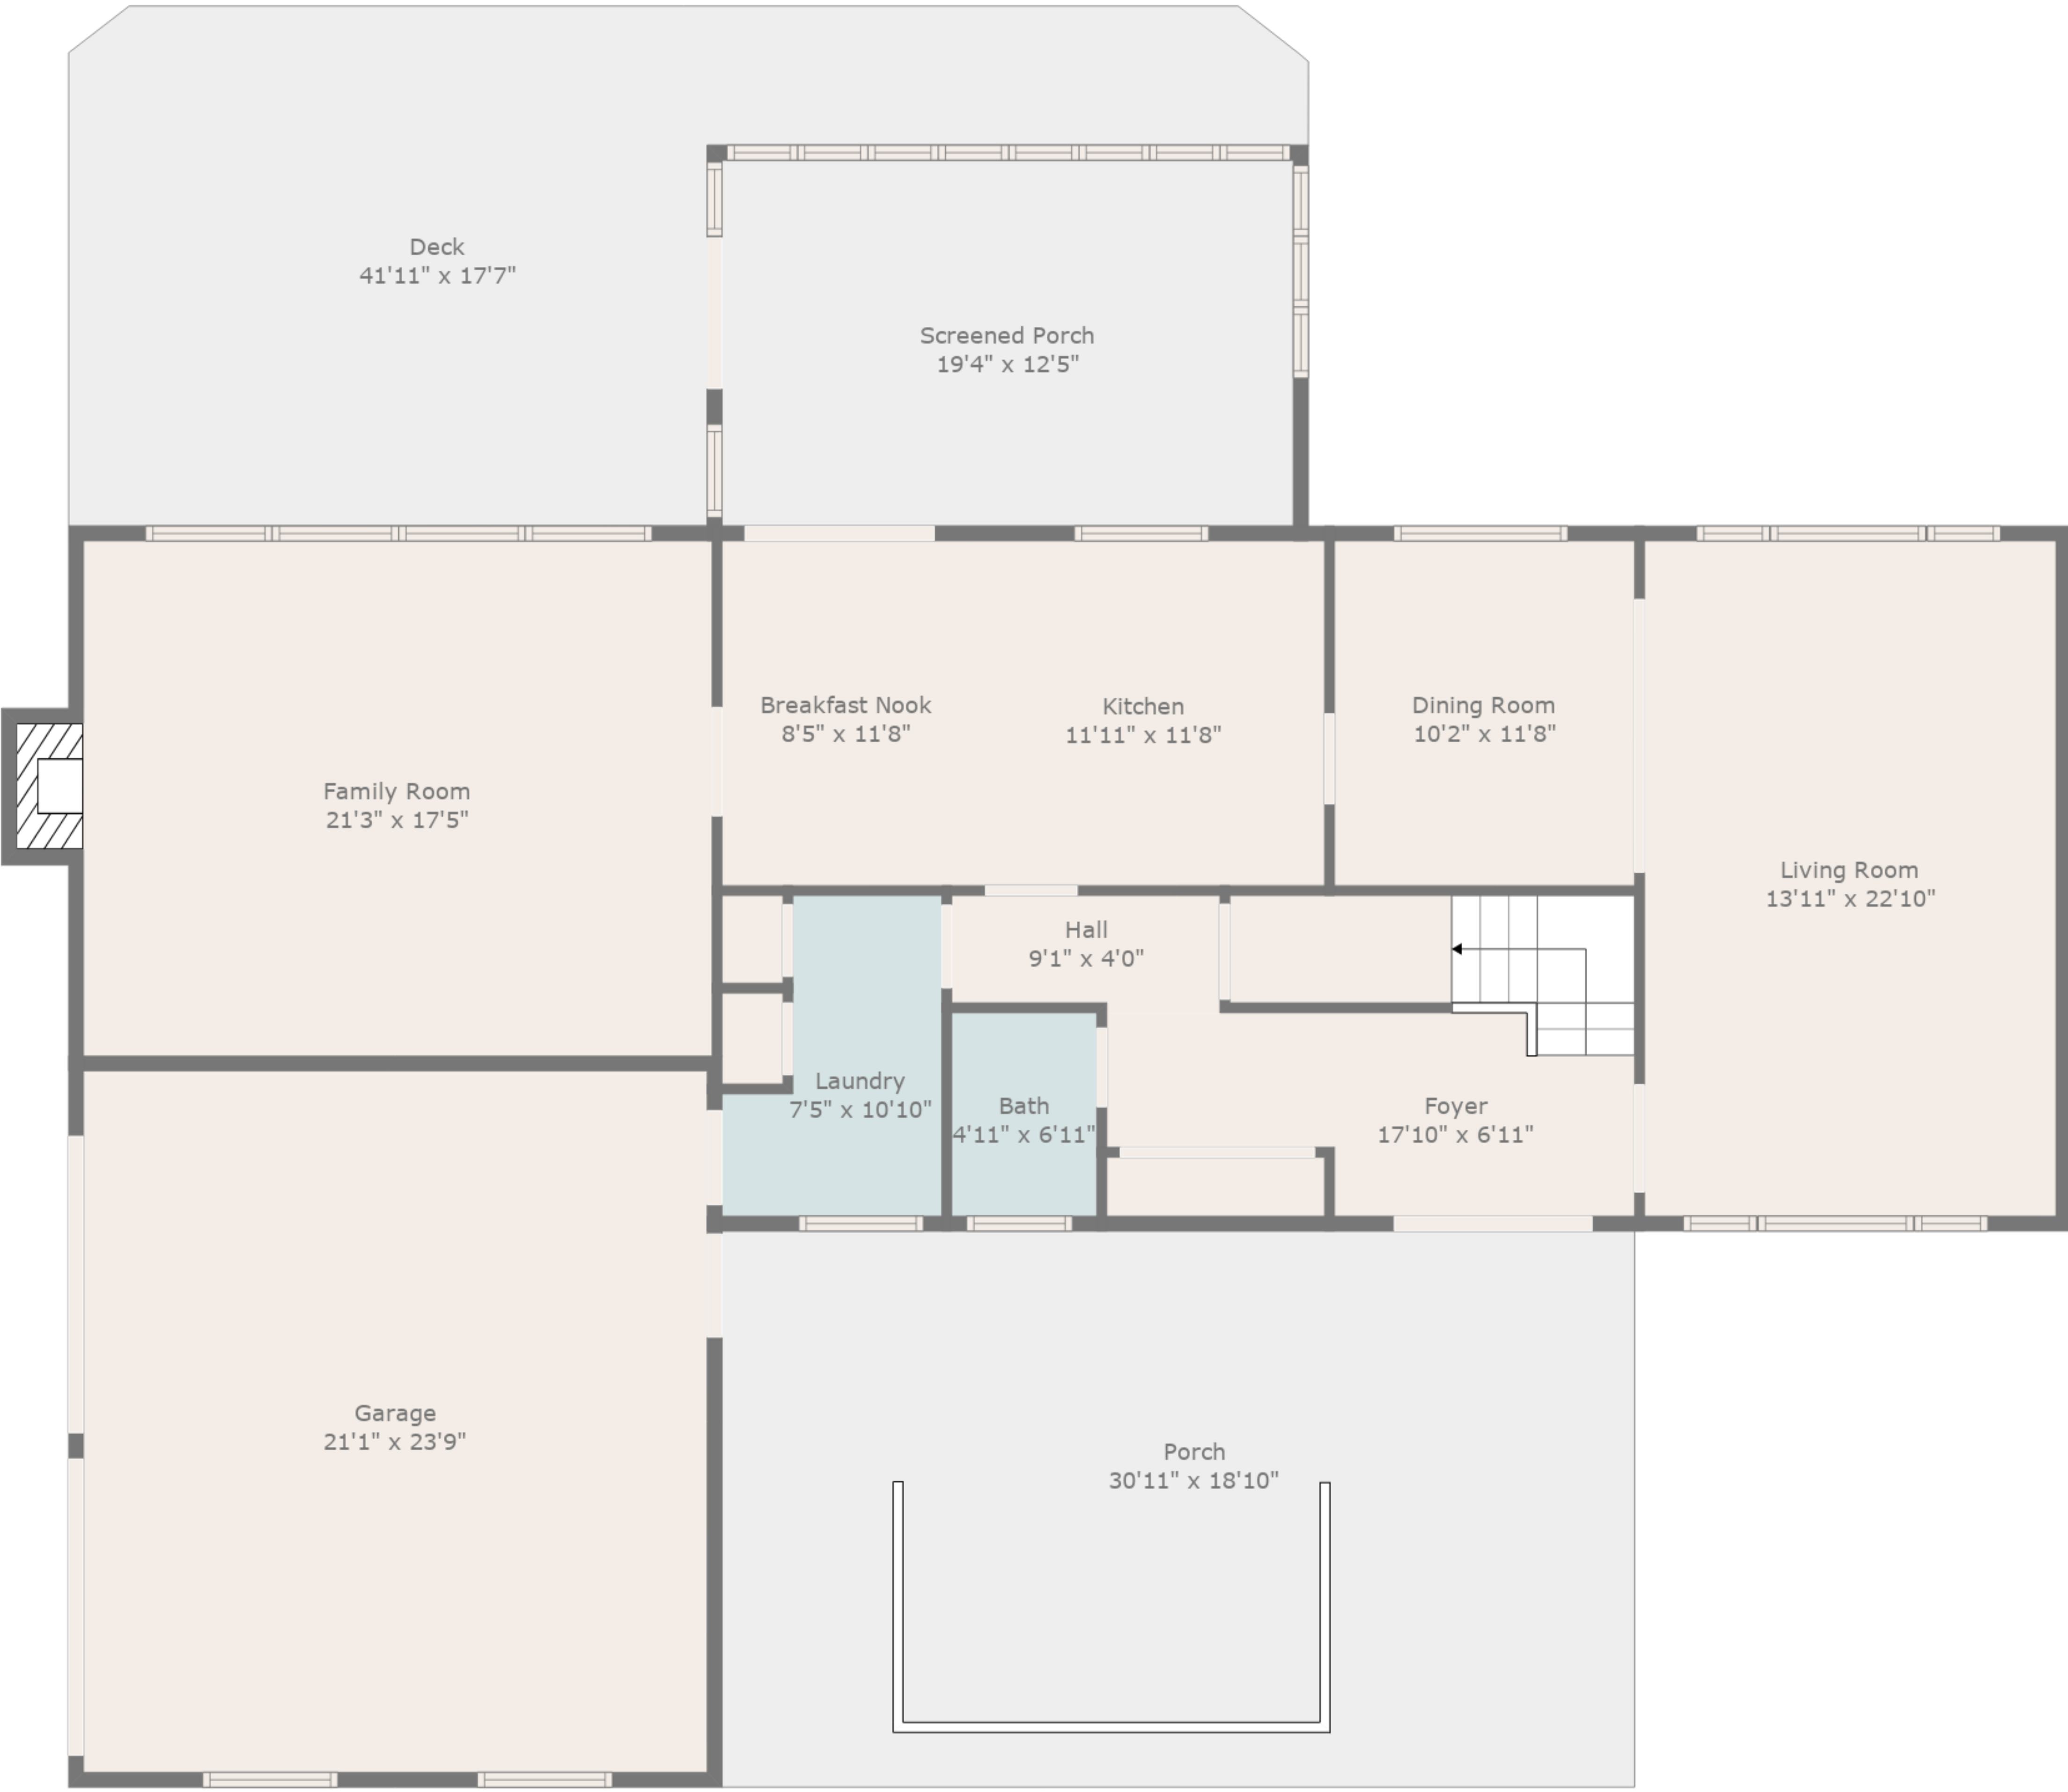 Deck
41'11" x 17'7"
Screened Porch
19'4" x 12'5"
Breakfast Nook
8'5" x 11'8"
Kitchen
11'11" x 11'8"
Dining Room
10'2" x 11'8"
Family Room
21'3" x 17'5"
Living Room
13'11" x 22'10"
Hall
9'1" x 4'0"
Laundry
7'5" x 10'10"
Bath
4'11" x 6'11"
Foyer
17'10" x 6'11"
Garage
21'1" x 23'9"
Porch
30'11" x 18'10"